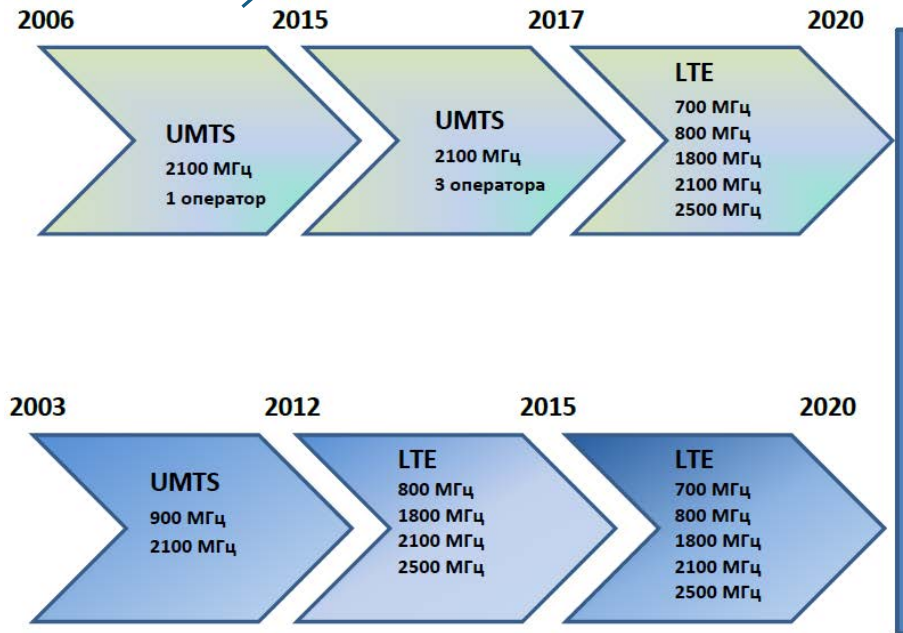 2006 2015 2017 2020
UMTS
2100 МГц
1 оператор
UMTS
2100 МГц
3 оператора
LTE
700 МГц
800 МГц
1800 МГц
2100 МГц
2500 МГц
2003 2012 2015 2020
UMTS
900 МГц
2100 МГц
LTE
800 МГц
1800 МГц
2100 МГц
2500 МГц
LTE
700 МГц
800 МГц
1800 МГц
2100 МГц
2500 МГц